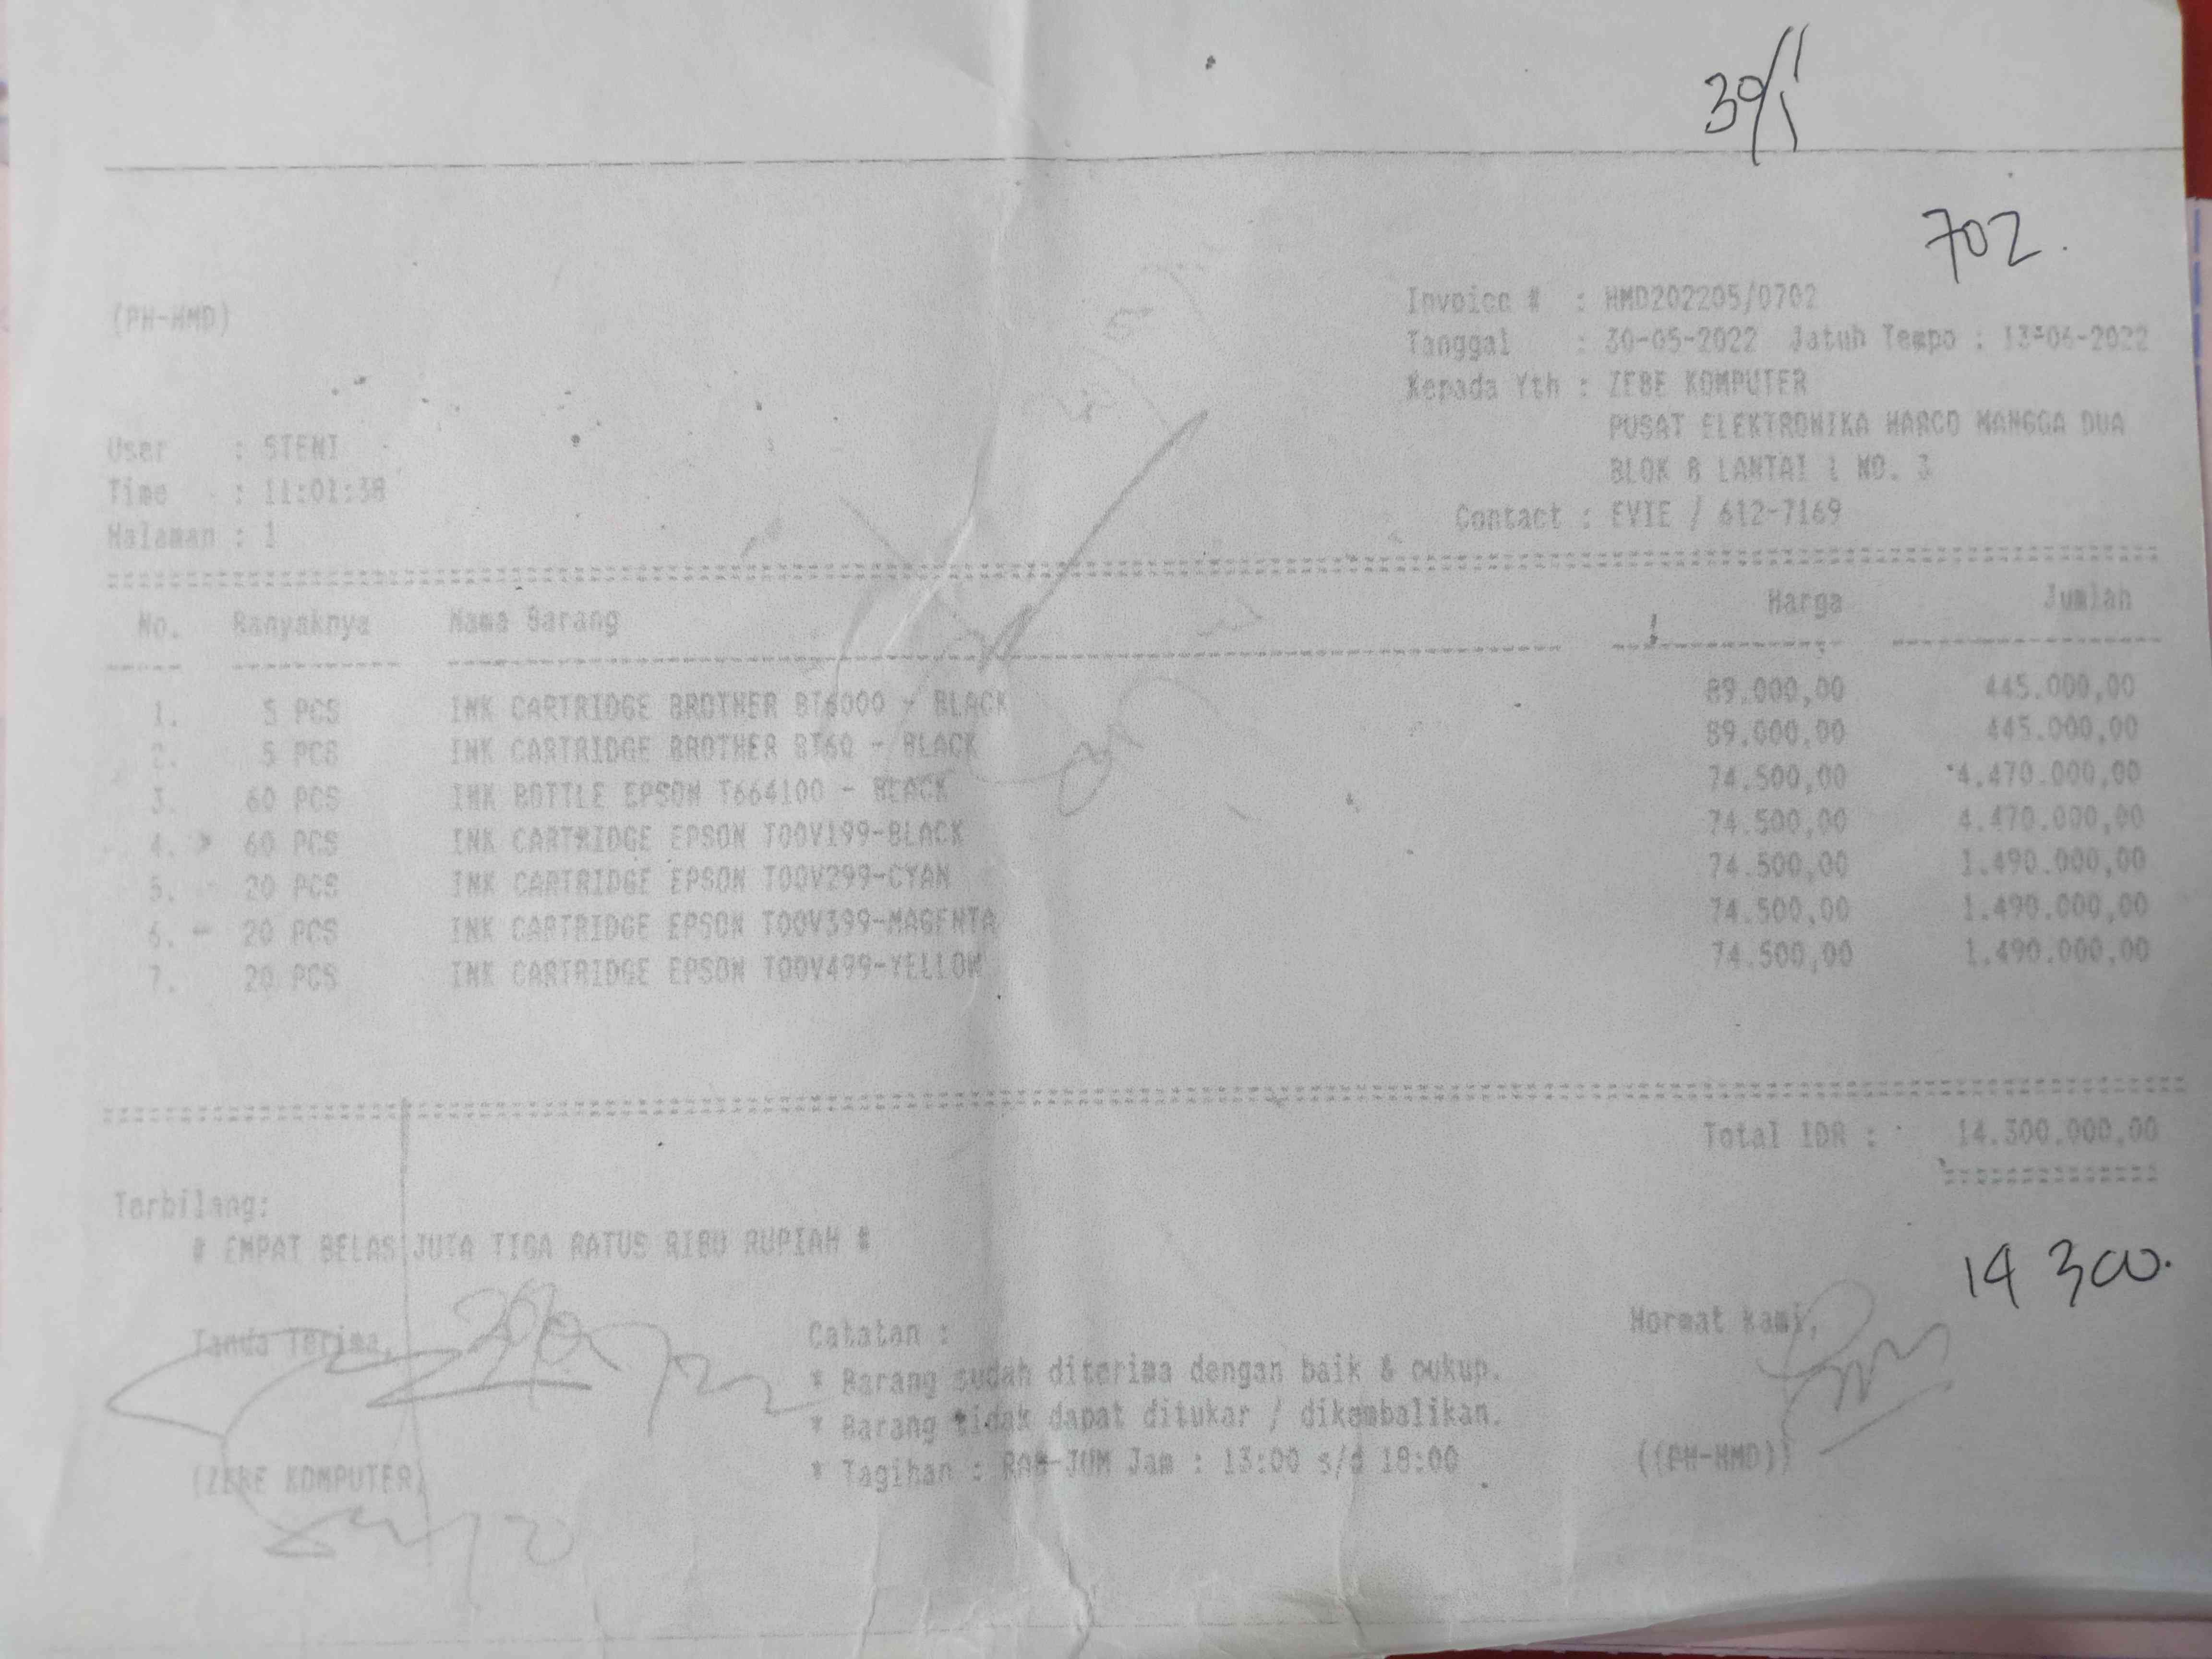 30/5
702.
(PH-HMD)
Invoice # : HMD202205/0702
Tanggal : 30-05-2022 Jatuh Tempo : 13-06-2022
Kepada Yth : ZEBE KOMPUTER
PUSAT ELEKTRONIKA HARCO MANGGA DUA
BLOK B LANTAI 1 NO. 3
Contact : EVIE / 612-7169
User : STENI
Time : 11:01:38
Halaman : 1
No. Banyaknya Nama Barang Harga Jumlah
1. 5 PCS INK CARTRIDGE BROTHER BT6000 - BLACK 89.000,00 445.000,00
2. 5 PCS INK CARTRIDGE BROTHER BT60 - BLACK 89.000,00 445.000,00
3. 60 PCS INK BOTTLE EPSON T664100 - BLACK 74.500,00 4.470.000,00
4. 60 PCS INK CARTRIDGE EPSON T00V199-BLACK 74.500,00 4.470.000,00
5. 20 PCS INK CARTRIDGE EPSON T00V299-CYAN 74.500,00 1.490.000,00
6. 20 PCS INK CARTRIDGE EPSON T00V399-MAGENTA 74.500,00 1.490.000,00
7. 20 PCS INK CARTRIDGE EPSON T00V499-YELLOW 74.500,00 1.490.000,00
Total IDR : 14.300.000,00
Terbilang:
# EMPAT BELAS JUTA TIGA RATUS RIBU RUPIAH #
14 300.
Tanda Terima,
(ZEBE KOMPUTER)
Catatan :
* Barang sudah diterima dengan baik & cukup.
* Barang tidak dapat ditukar / dikembalikan.
* Tagihan : RAB-JUM Jam : 13:00 s/d 18:00
Hormat kami,
((PH-HMD))